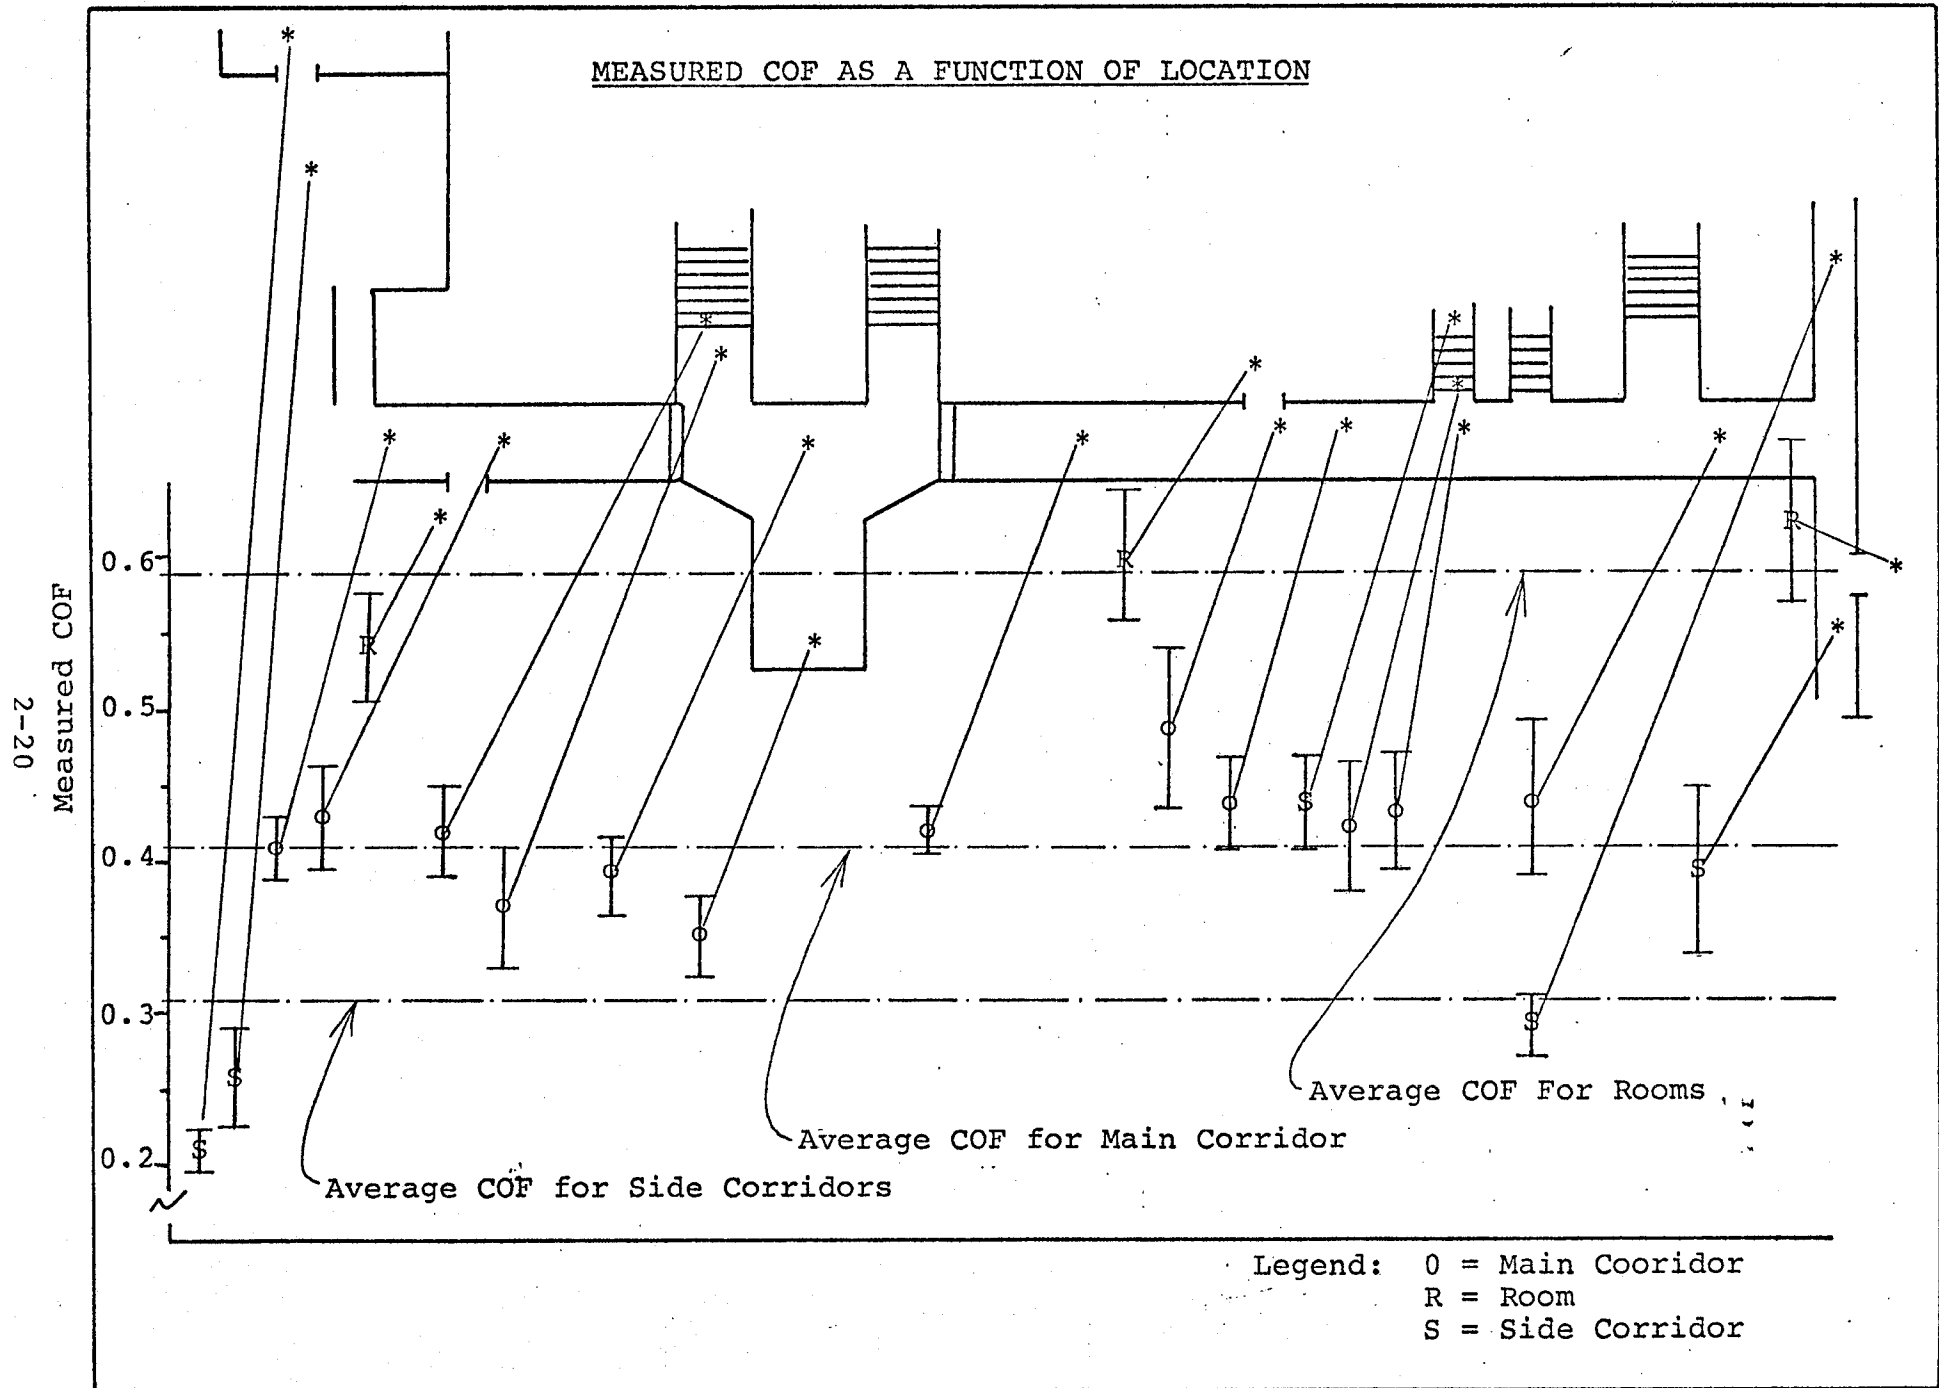 MEASURED COF AS A FUNCTION OF LOCATION
Measured COF
2-20
0.6
0.5
0.4
0.3
0.2
R
R
R
O
O
O
O
O
O
O
O
O
S
O
O
O
S
S
S
S
Average COF For Rooms
Average COF for Main Corridor
Average COF for Side Corridors
Legend: O = Main Cooridor
R = Room
S = Side Corridor